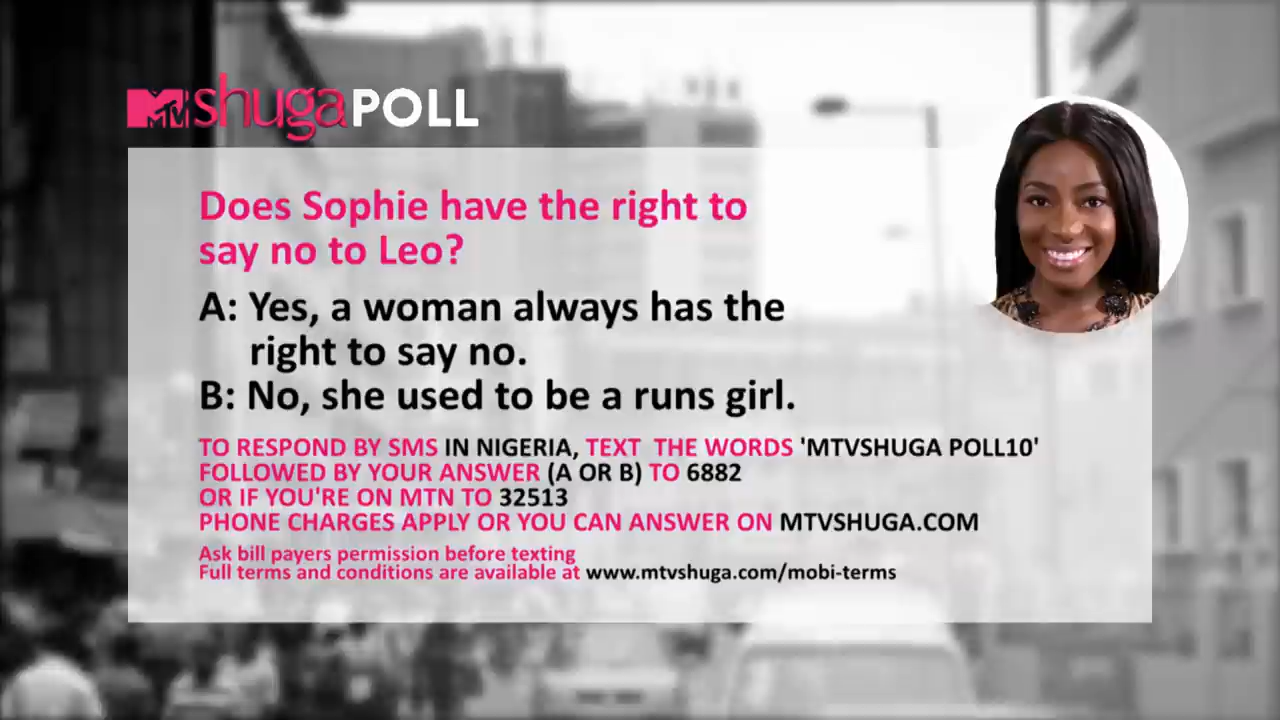 MTV shuga POLL
Does Sophie have the right to
say no to Leo?
A: Yes, a woman always has the
right to say no.
B: No, she used to be a runs girl.
TO RESPOND BY SMS IN NIGERIA, TEXT THE WORDS 'MTVSHUGA POLL10'
FOLLOWED BY YOUR ANSWER (A OR B) TO 6882
OR IF YOU'RE ON MTN TO 32513
PHONE CHARGES APPLY OR YOU CAN ANSWER ON MTVSHUGA.COM
Ask bill payers permission before texting
Full terms and conditions are available at www.mtvshuga.com/mobi-terms